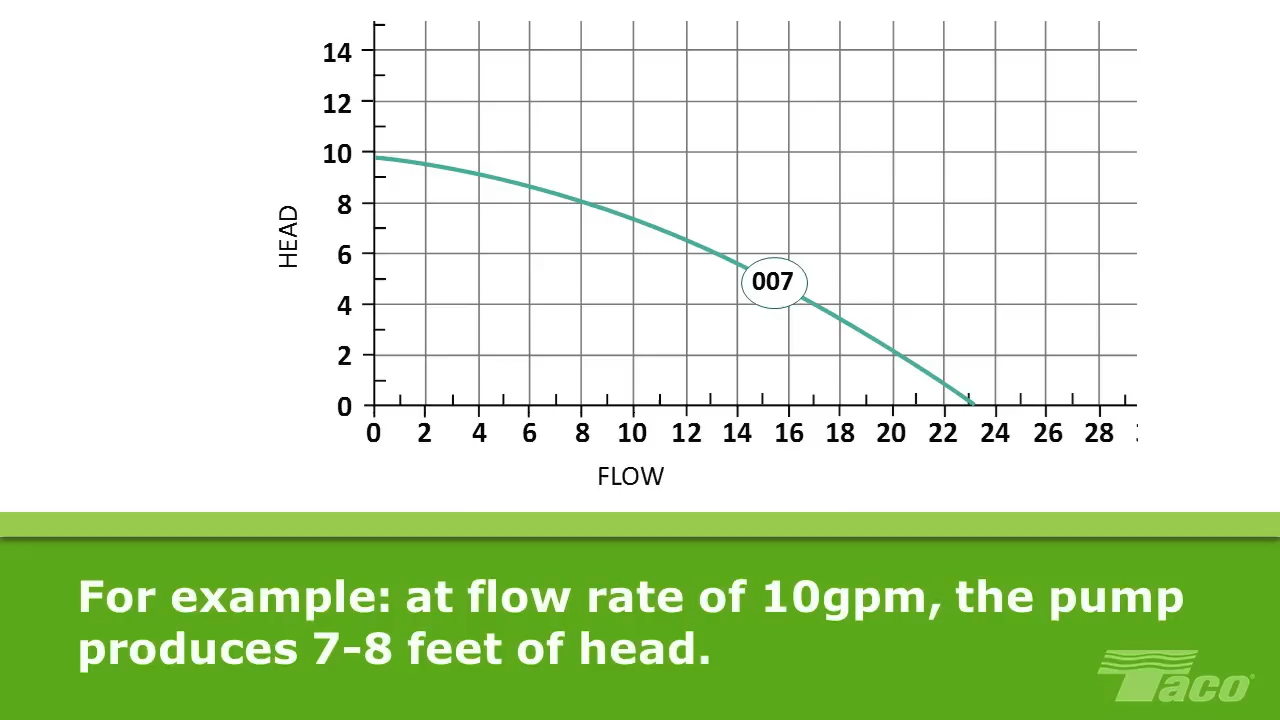 14
12
10
8
6
4
2
0
HEAD
007
0 2 4 6 8 10 12 14 16 18 20 22 24 26 28
FLOW
For example: at flow rate of 10gpm, the pump
produces 7-8 feet of head.
Taco